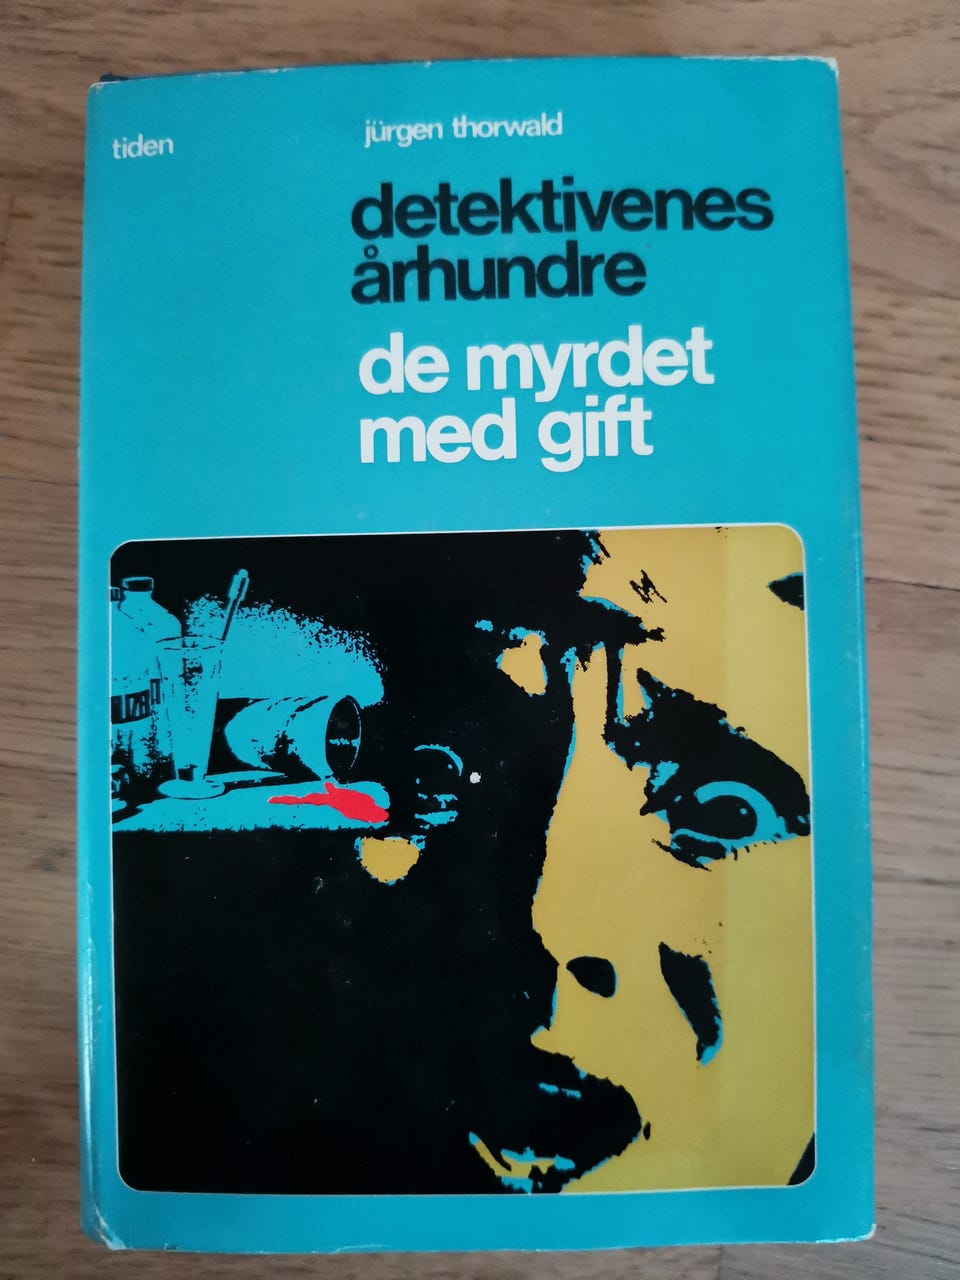 tiden
jürgen thorwald
detektivenes
århundre
de myrdet
med gift